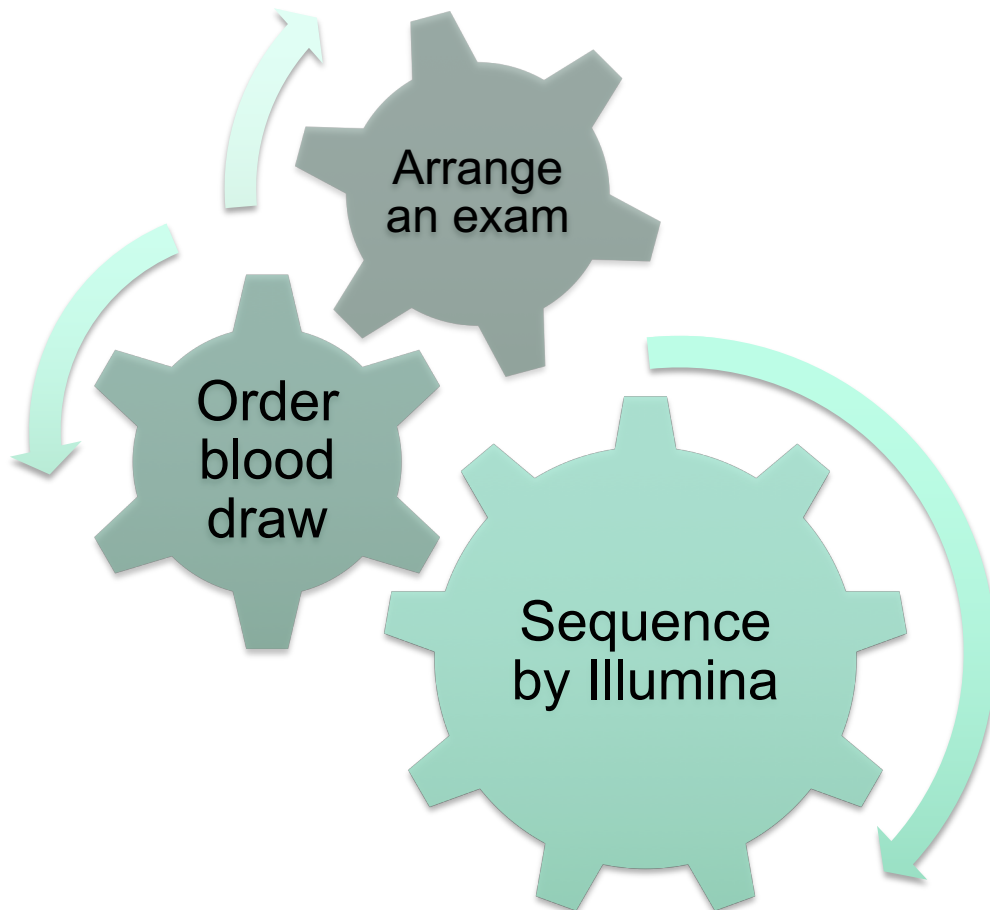 Arrange
an exam
Order
blood
draw
Sequence
by Illumina